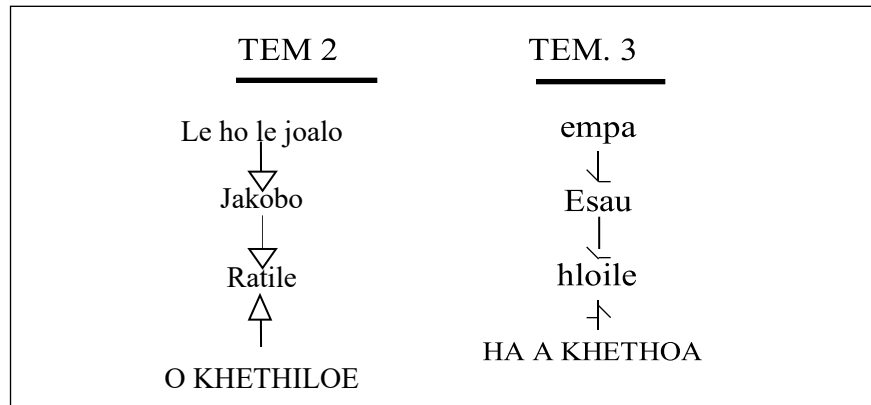 TEM 2
Le ho le joalo
Jakobo
Ratile
O KHETHILOE
TEM. 3
empa
Esau
hloile
HA A KHETHOA